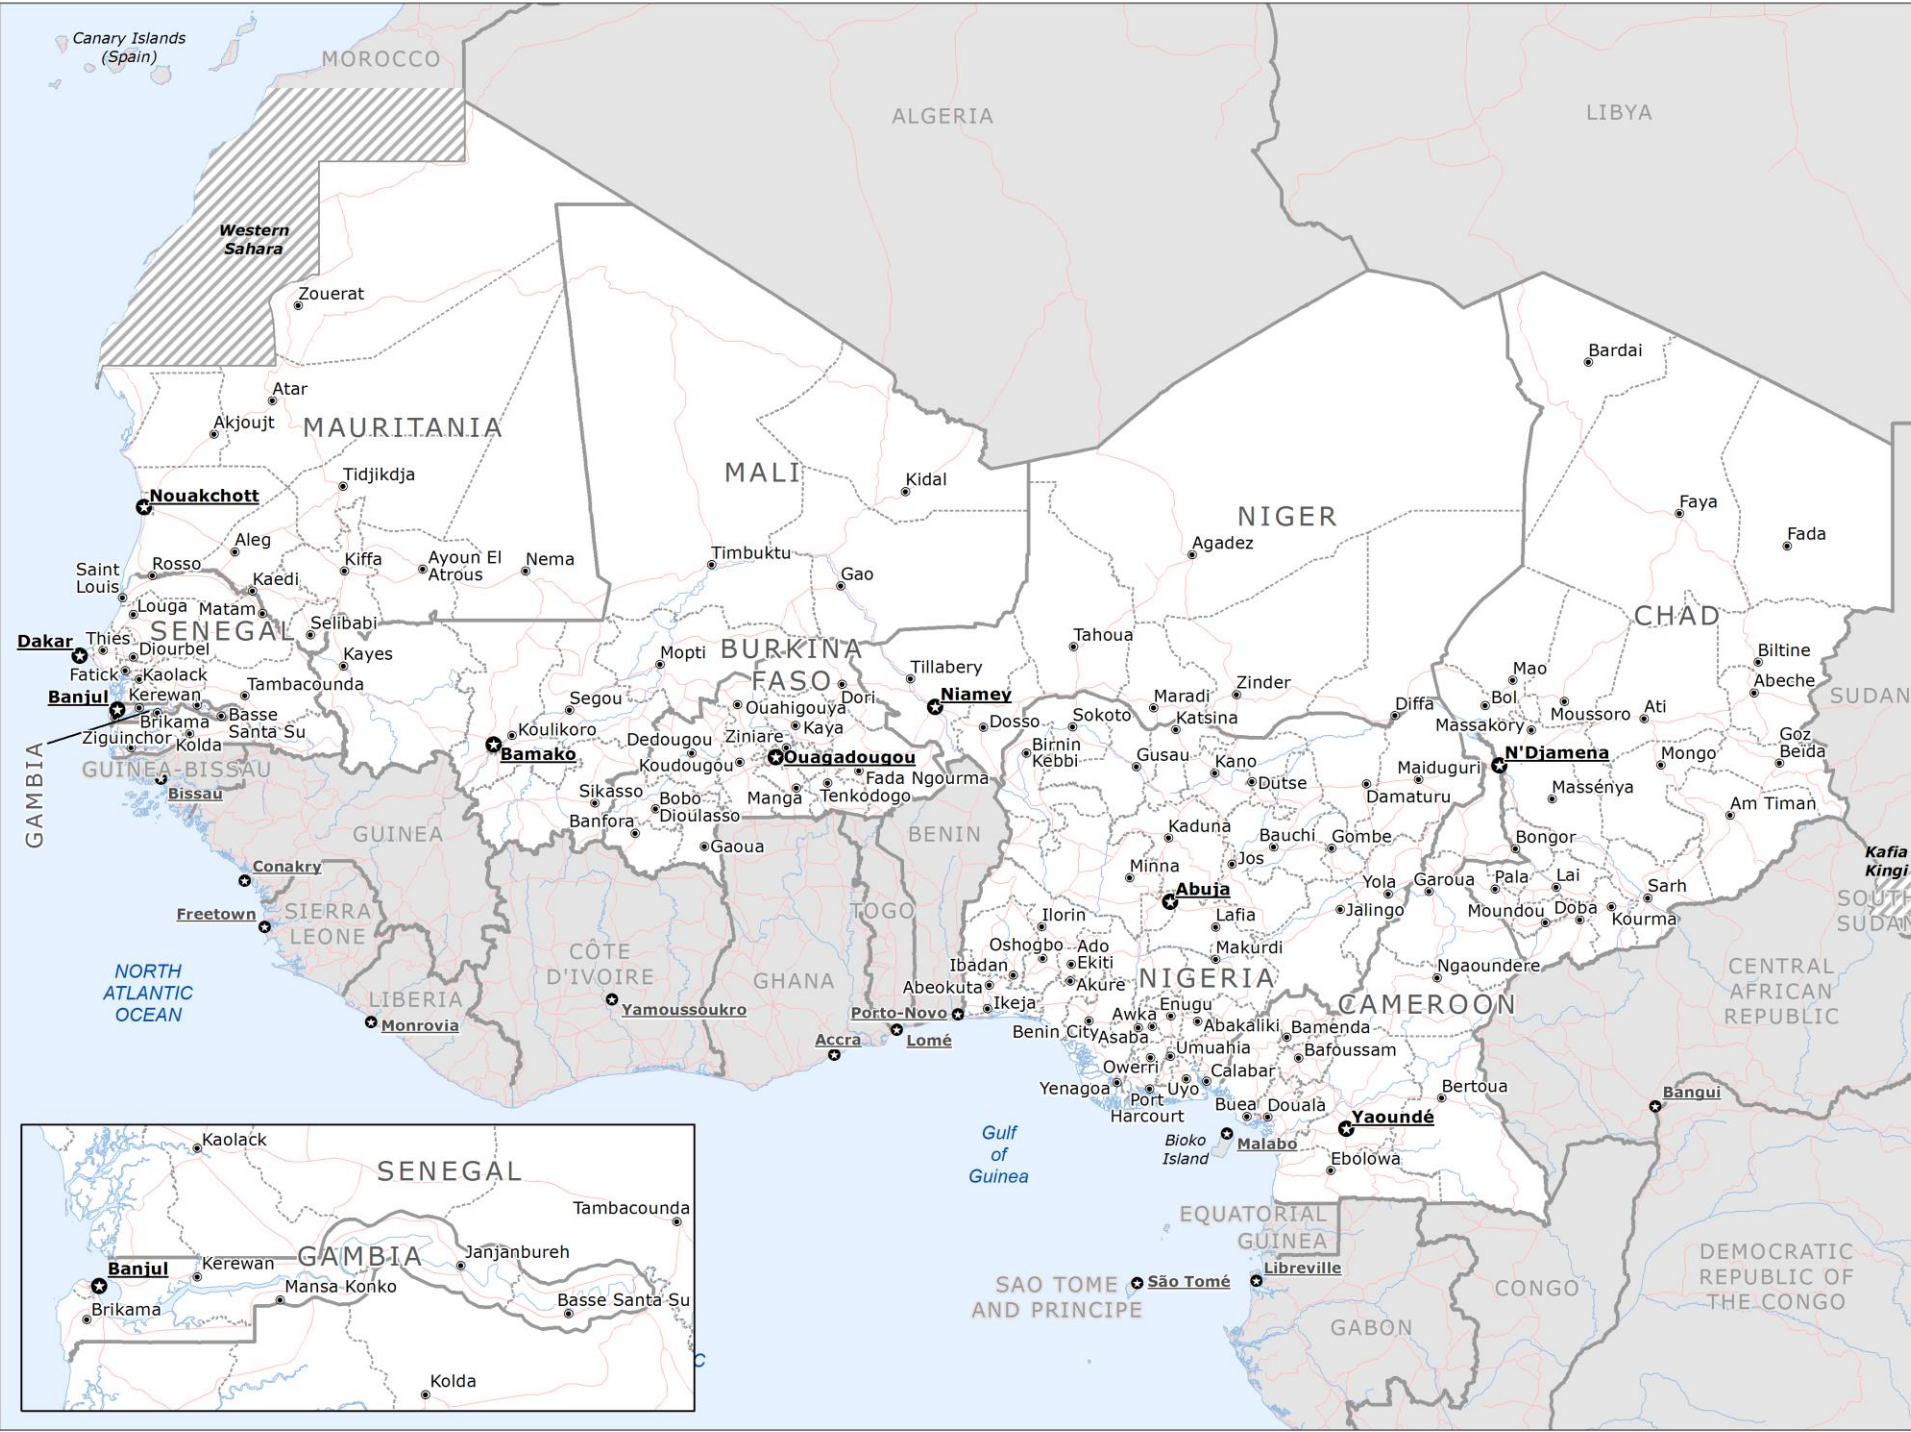 Canary Islands
(Spain)
MOROCCO
ALGERIA
LIBYA
Western
Sahara
Zouerat
Bardai
Atar
Akjoujt
MAURITANIA
Tidjikdja
MALI
Kidal
Nouakchott
NIGER
Faya
Fada
Aleg
Agadez
Timbuktu
Saint
Louis
Rosso
Kaedi
Kiffa
Ayoun El
Atrous
Nema
Gao
Louga
Matam
Selibabi
SENEGAL
CHAD
Dakar
Thies
Diourbel
Kayes
Mopti
BURKINA
FASO
Tahoua
Biltine
Fatick
Kaolack
Tambacounda
Tillabery
Mao
Abeche
SUDAN
Banjul
Kerewan
Segou
Dori
Niamey
Maradi
Zinder
Diffa
Bol
Moussoro
Ati
Brikama
Basse
Santa Su
Ouahigouya
Kaya
Dosso
Sokoto
Katsina
Massakory
Ziguinchor
Kolda
Koulikoro
Bamako
Dedougou
Ziniare
Koudougou
Ouagadougou
Birnin
Kebbi
Gusau
Kano
Dutse
Maiduguri
Damaturu
N'Djamena
Mongo
Goz
Beïda
GAMBIA
GUINEA-BISSAU
Bissau
Fada Ngourma
Massénya
Am Timan
Sikasso
Bobo
Dioulasso
Manga
Tenkodogo
Banfora
Gaoua
GUINEA
BENIN
Kaduna
Bauchi
Gombe
Bongor
Kafia
Kingi
Conakry
Minna
Jos
Abuja
Yola
Garoua
Pala
Lai
Sarh
Freetown
SIERRA
LEONE
TOGO
Ilorin
Lafia
Jalingo
Moundou
Doba
Kourma
SOUTH
SUDAN
CÔTE
D'IVOIRE
GHANA
Oshogbo
Ado
Ekiti
Makurdi
Ibadan
Ngaoundere
CENTRAL
AFRICAN
REPUBLIC
NORTH
ATLANTIC
OCEAN
LIBERIA
Monrovia
Yamoussoukro
Abeokuta
Akure
NIGERIA
CAMEROON
Ikeja
Porto-Novo
Lomé
Accra
Benin City
Awka
Enugu
Asaba
Abakaliki
Bamenda
Bafoussam
Umuahia
Owerri
Calabar
Yenagoa
Port
Harcourt
Uyo
Buea
Douala
Bertoua
Bangui
Yaoundé
Gulf
of
Guinea
Bioko
Island
Malabo
Ebolowa
EQUATORIAL
GUINEA
Libreville
SAO TOME
AND PRINCIPE
São Tomé
GABON
CONGO
DEMOCRATIC
REPUBLIC OF
THE CONGO
Kaolack
SENEGAL
Tambacounda
GAMBIA
Janjanbureh
Banjul
Kerewan
Mansa Konko
Basse Santa Su
Brikama
Kolda
C